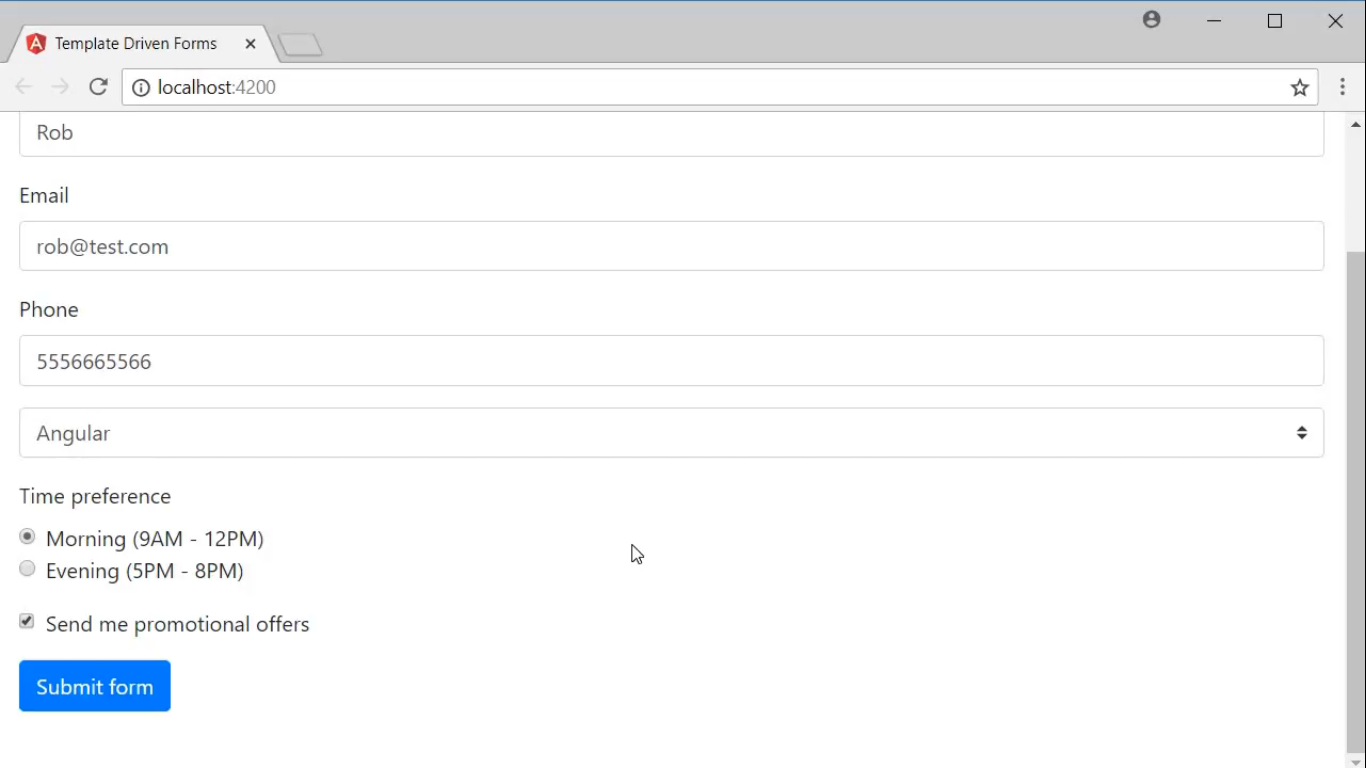 Template Driven Forms
localhost:4200
Rob
Email
rob@test.com
Phone
5556665566
Angular
Time preference
Morning (9AM - 12PM)
Evening (5PM - 8PM)
Send me promotional offers
Submit form